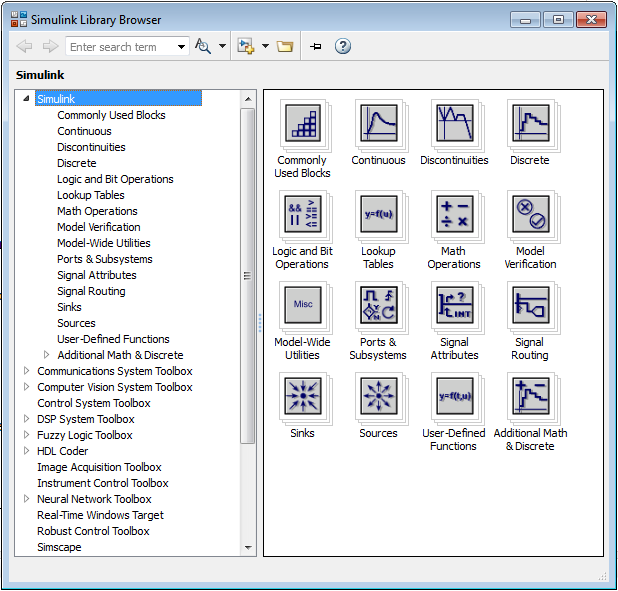 Simulink Library Browser
Enter search term
Simulink
Simulink
Commonly Used Blocks
Continuous
Discontinuities
Discrete
Logic and Bit Operations
Lookup Tables
Math Operations
Model Verification
Model-Wide Utilities
Ports & Subsystems
Signal Attributes
Signal Routing
Sinks
Sources
User-Defined Functions
Additional Math & Discrete
Communications System Toolbox
Computer Vision System Toolbox
Control System Toolbox
DSP System Toolbox
Fuzzy Logic Toolbox
HDL Coder
Image Acquisition Toolbox
Instrument Control Toolbox
Neural Network Toolbox
Real-Time Windows Target
Robust Control Toolbox
Simscape
Commonly
Used Blocks
Continuous
Discontinuities
Discrete
&& >
|| >=
<=
==
y=f(u)
+ −
÷ ×
Logic and Bit
Operations
Lookup
Tables
Math
Operations
Model
Verification
Misc
?
INT
Model-Wide
Utilities
Ports &
Subsystems
Signal
Attributes
Signal
Routing
y=f(t,u)
Sinks
Sources
User-Defined
Functions
Additional Math
& Discrete